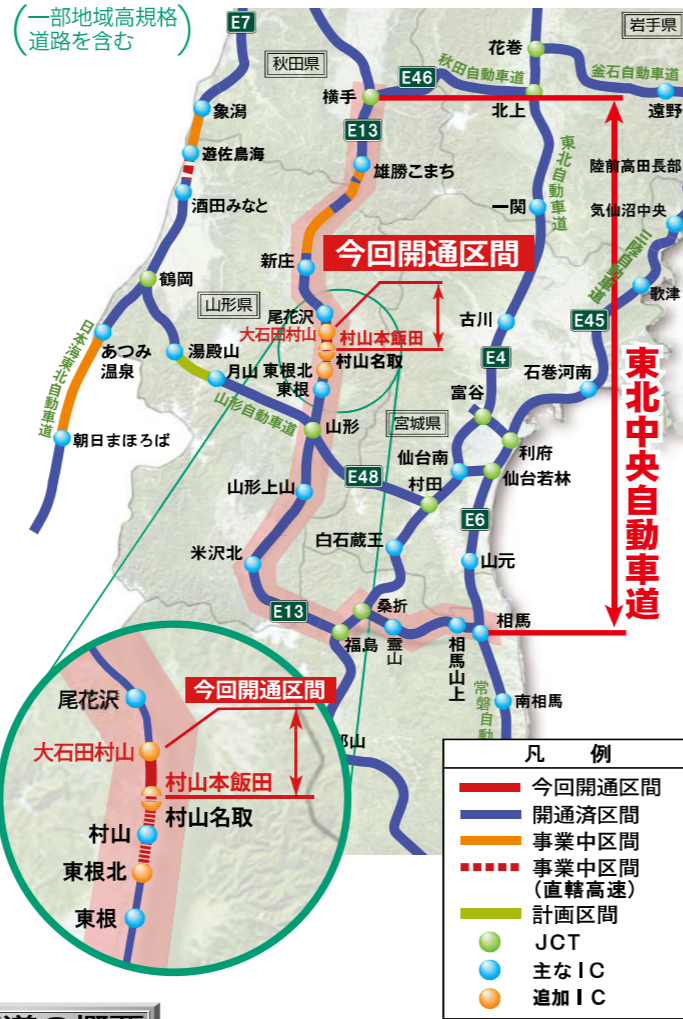 (一部地域高規格
道路を含む)
E7
秋田県
横手
E46
秋田自動車道
花巻
岩手県
釜石自動車道
北上
遠野
象潟
E13
遊佐鳥海
雄勝こまち
東北自動車道
陸前高田長部
酒田みなと
一関
気仙沼中央
今回開通区間
三陸自動車道
新庄
鶴岡
山形県
歌津
尾花沢
大石田村山
村山本飯田
古川
E45
日本海東北自動車道
あつみ
温泉
湯殿山
月山
村山名取
東根北
東根
E4
石巻河南
富谷
東北中央自動車道
山形自動車道
朝日まほろば
山形
宮城県
利府
仙台南
仙台若林
E48
村田
山形上山
E6
白石蔵王
米沢北
山元
桑折
E13
福島
霊山
相馬山上
相馬
尾花沢
今回開通区間
常磐自動
南相馬
大石田村山
村山本飯田
村山名取
村山
東根北
東根
山
凡 例
今回開通区間
開通済区間
事業中区間
事業中区間
(直轄高速)
計画区間
JCT
主なIC
追加IC
の概要